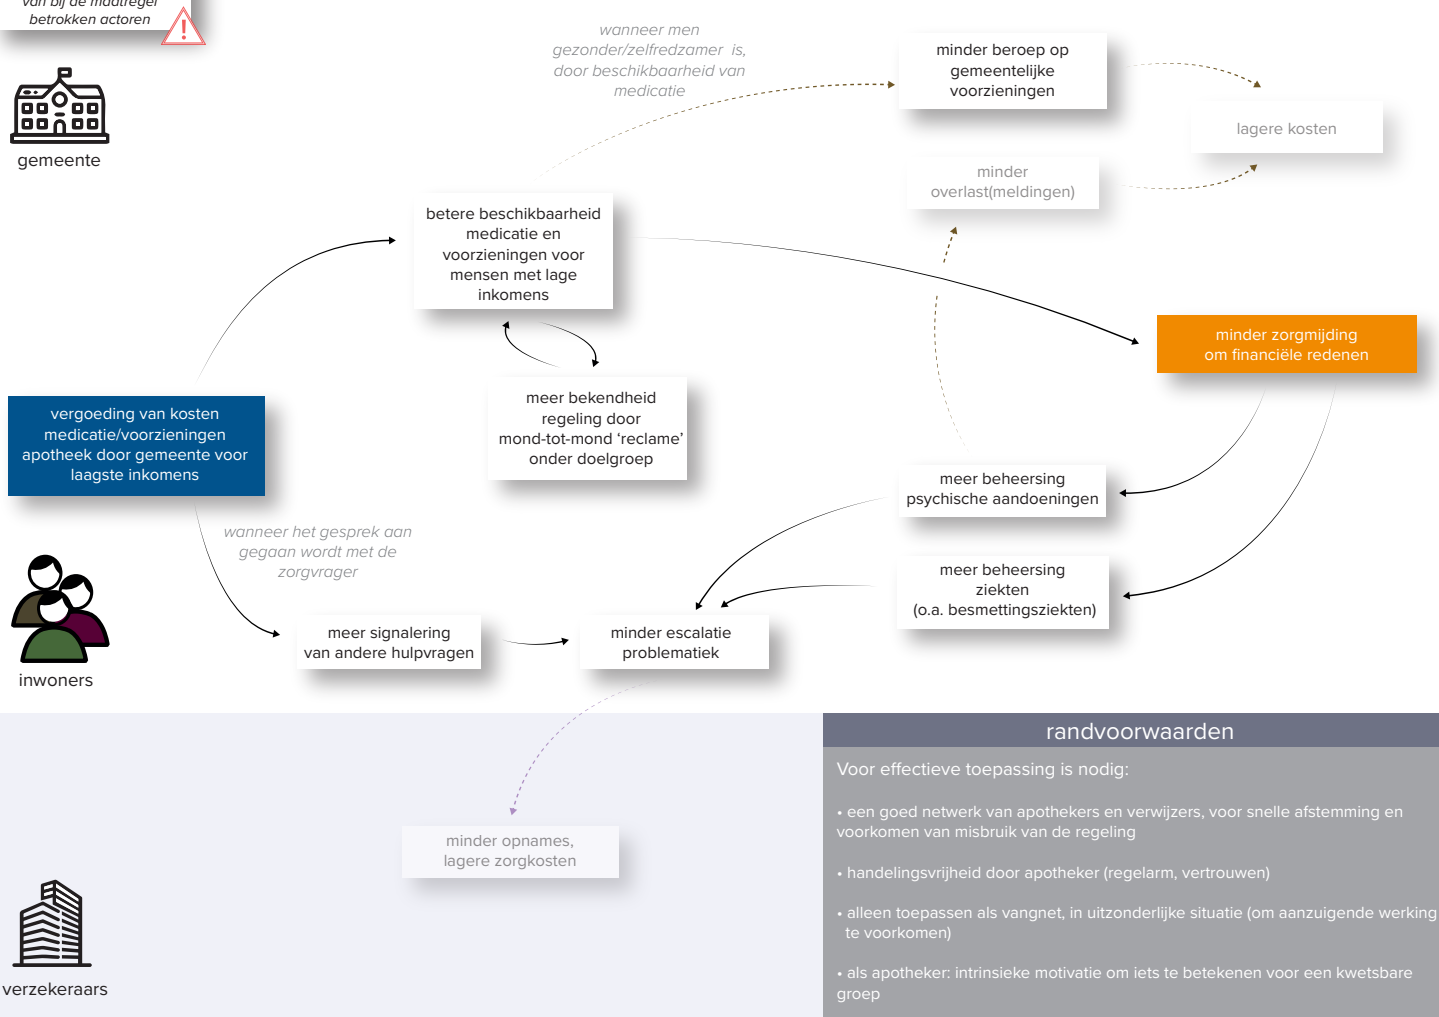 van bij de maatregel
betrokken actoren
gemeente
wanneer men
gezonder/zelfredzamer is,
door beschikbaarheid van
medicatie
minder beroep op
gemeentelijke
voorzieningen
lagere kosten
minder
overlast(meldingen)
betere beschikbaarheid
medicatie en
voorzieningen voor
mensen met lage
inkomens
minder zorgmijding
om financiële redenen
meer bekendheid
regeling door
mond-tot-mond ‘reclame’
onder doelgroep
vergoeding van kosten
medicatie/voorzieningen
apotheek door gemeente voor
laagste inkomens
meer beheersing
psychische aandoeningen
wanneer het gesprek aan
gegaan wordt met de
zorgvrager
meer beheersing
ziekten
(o.a. besmettingsziekten)
inwoners
meer signalering
van andere hulpvragen
minder escalatie
problematiek
minder opnames,
lagere zorgkosten
verzekeraars
randvoorwaarden
Voor effectieve toepassing is nodig:
• een goed netwerk van apothekers en verwijzers, voor snelle afstemming en
voorkomen van misbruik van de regeling
• handelingsvrijheid door apotheker (regelarm, vertrouwen)
• alleen toepassen als vangnet, in uitzonderlijke situatie (om aanzuigende werking
te voorkomen)
• als apotheker: intrinsieke motivatie om iets te betekenen voor een kwetsbare
groep